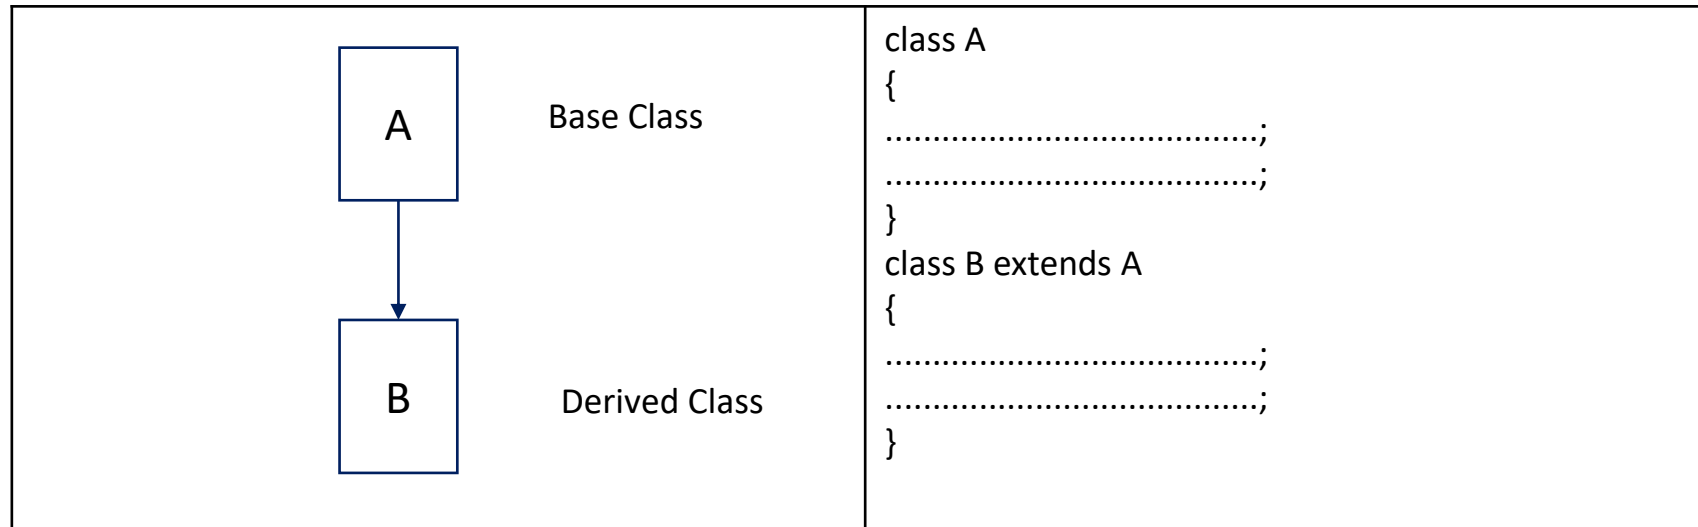 A
Base Class
B
Derived Class
class A
{
.......................................;
.......................................;
}
class B extends A
{
.......................................;
.......................................;
}